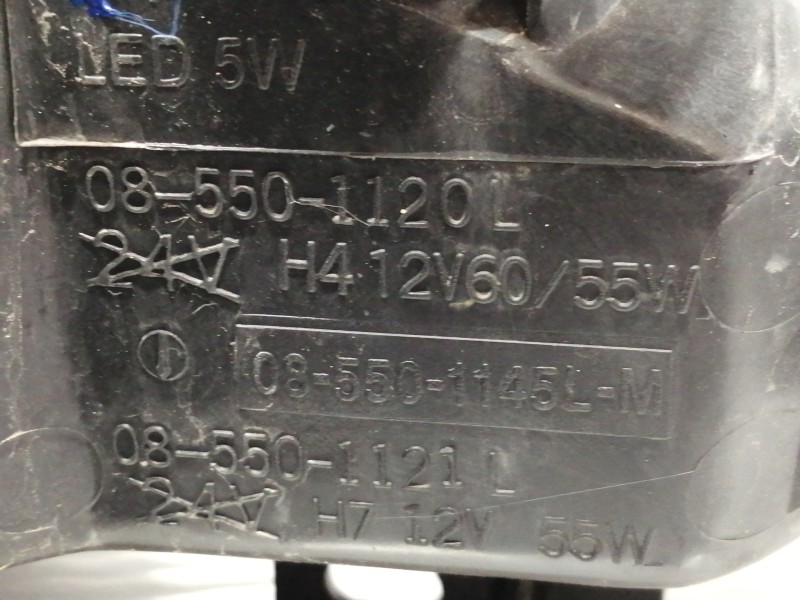 LED 5W
08-550-1120 L
24V H4 12V60/55W
08-550-1145L-M
08-550-1121 L
24V H7 12V 55W